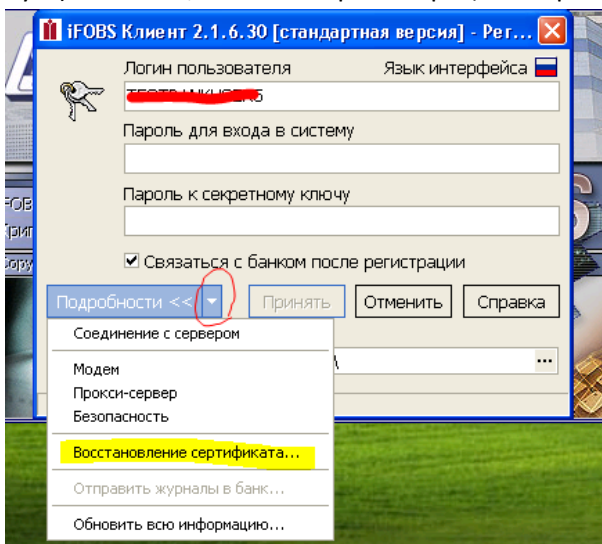 iFOBS Клиент 2.1.6.30 [стандартная версия] - Рег...
Логин пользователя Язык интерфейса
Пароль для входа в систему
Пароль к секретному ключу
Связаться с банком после регистрации
Подробности << Принять Отменить Справка
Соединение с сервером
\ ...
Модем
Прокси-сервер
Безопасность
Восстановление сертификата...
Отправить журналы в банк...
Обновить всю информацию...